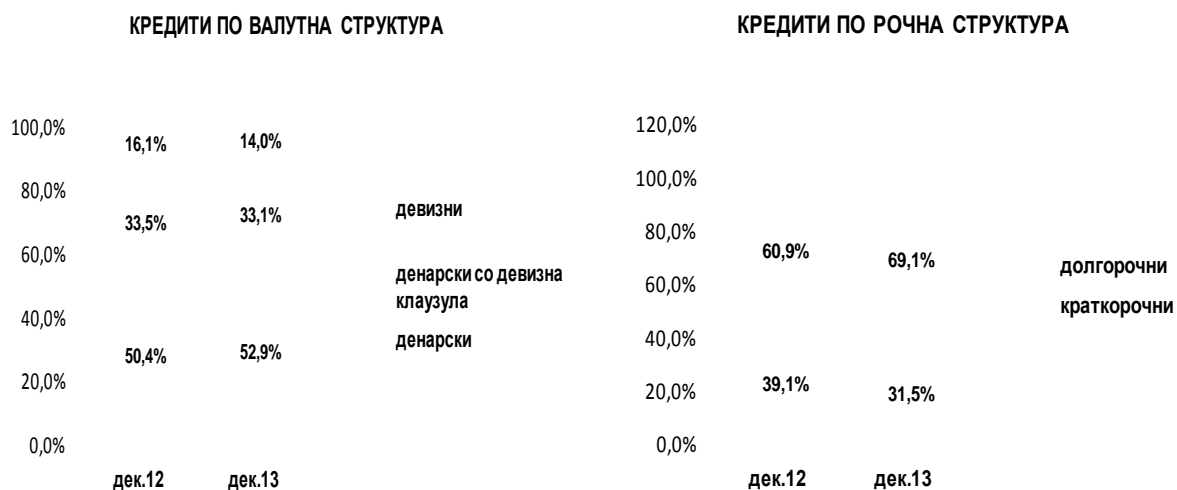 КРЕДИТИ ПО ВАЛУТНА СТРУКТУРА
100,0%
80,0%
60,0%
40,0%
20,0%
0,0%
16,1%
14,0%
33,5%
33,1%
50,4%
52,9%
дек.12
дек.13
девизни
денарски со девизна
клаузула
денарски
КРЕДИТИ ПО РОЧНА СТРУКТУРА
120,0%
100,0%
80,0%
60,0%
40,0%
20,0%
0,0%
60,9%
69,1%
39,1%
31,5%
дек.12
дек.13
долгорочни
краткорочни